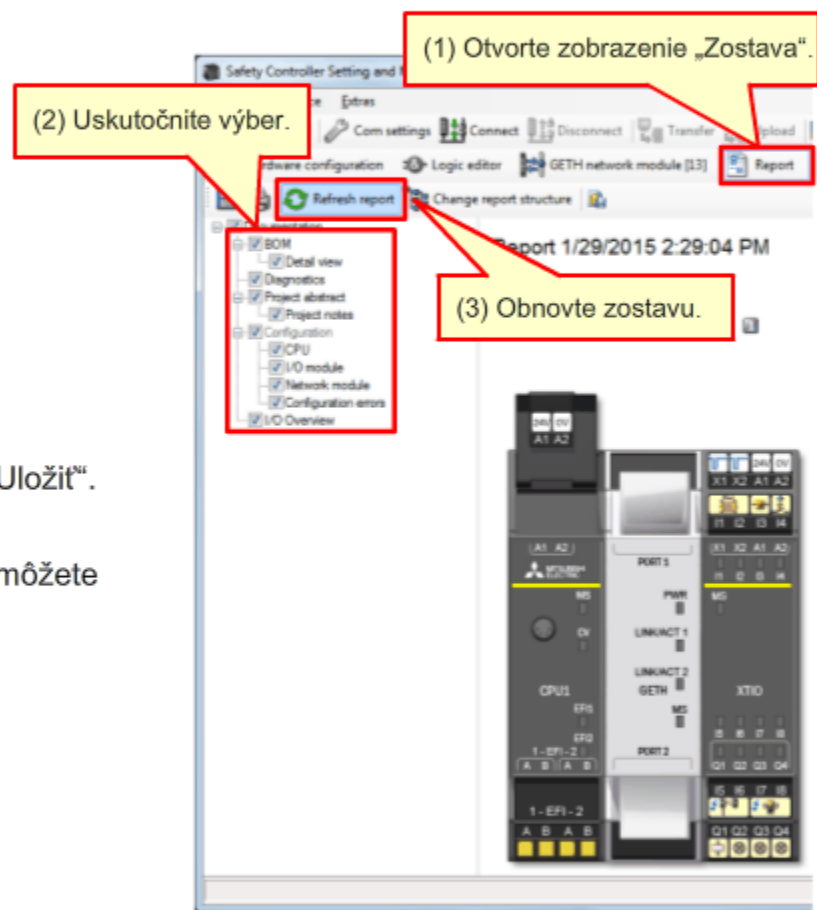 (1) Otvorte zobrazenie „Zostava“.
Safety Controller Setting and
(2) Uskutočnite výber.
Extras
Com settings Connect Disconnect Transfer Upload
configuration Logic editor GETH network module [13] Report
Refresh report Change report structure
Documentation
BOM
Detail view
Diagnostics
Project abstract
Project notes
Configuration
CPU
I/O module
Network module
Configuration errors
I/O Overview
Report 1/29/2015 2:29:04 PM
(3) Obnovte zostavu.
Uložiť“.
môžete
24V 0V
A1 A2
24V 0V
X1 X2 A1 A2
I1 I2 I3 I4
(A1 A2)
PORT 1
(X1 X2 A1 A2)
MITSUBISHI ELECTRIC
I1 I2 I3 I4
MS
PWR
MS
CV
LINK/ACT 1
LINK/ACT 2
CPU1
GETH
XTIO
EFI1
MS
I5 I6 I7 I8
EFI2
1 - EFI - 2
PORT 2
A B A B
Q1 Q2 Q3 Q4
I5 I6 I7 I8
1 - EFI - 2
A B A B
Q1 Q2 Q3 Q4